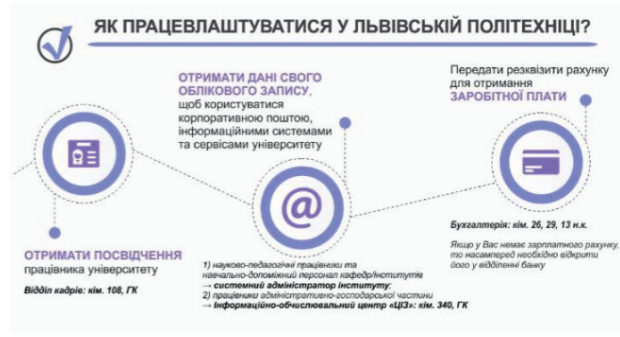 ЯК ПРАЦЕВЛАШТУВАТИСЯ У ЛЬВІВСЬКІЙ ПОЛІТЕХНІЦІ?
ОТРИМАТИ ПОСВІДЧЕННЯ
працівника університету
Відділ кадрів: кім. 108, ГК
ОТРИМАТИ ДАНІ СВОГО
ОБЛІКОВОГО ЗАПИСУ,
щоб користуватися
корпоративною поштою,
інформаційними системами
та сервісами університету
@
1) науково-педагогічні працівники та
навчально-допоміжний персонал кафедр/інститутів
→ системний адміністратор інституту;
2) працівники адміністративно-господарської частини
→ Інформаційно-обчислювальний центр «ЦІЗ»: кім. 340, ГК
Передати реквізити рахунку
для отримання
ЗАРОБІТНОЇ ПЛАТИ
Бухгалтерія: кім. 26, 29, 13 н.к.
Якщо у Вас немає зарплатного рахунку,
то насамперед необхідно відкрити
його у відділенні банку